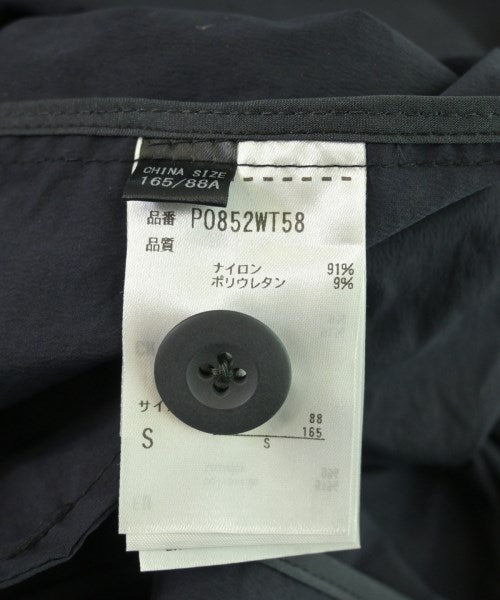 CHINA SIZE
165/88A
品番 PO852WT58
品質
ナイロン 91%
ポリウレタン 9%
サイ
88
S 165
S